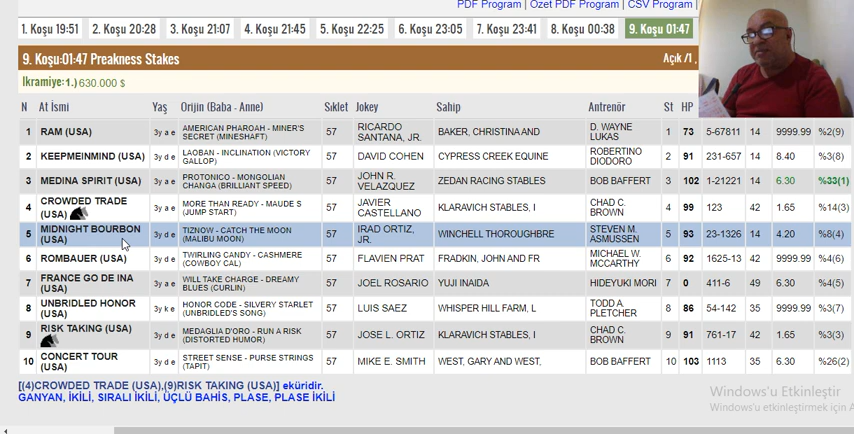 PDF Program | Özet PDF Programı | CSV Program |
1. Koşu 19:51 2. Koşu 20:28 3. Koşu 21:07 4. Koşu 21:45 5. Koşu 22:25 6. Koşu 23:05 7. Koşu 23:41 8. Koşu 00:38 9. Koşu 01:47
9. Koşu:01:47 Preakness Stakes Açık /1 ,
Ikramiye:1.) 630.000 $
N At İsmi Yaş Orijin (Baba - Anne) Sıklet Jokey Sahip Antrenör St HP
1 RAM (USA) 3y a e AMERICAN PHAROAH - MINER'S SECRET (MINESHAFT) 57 RICARDO SANTANA, JR. BAKER, CHRISTINA AND D. WAYNE LUKAS 1 73 5-67811 14 9999.99 %2(9)
2 KEEPMEINMIND (USA) 3y d e LAOBAN - INCLINATION (VICTORY GALLOP) 57 DAVID COHEN CYPRESS CREEK EQUINE ROBERTINO DIODORO 2 91 231-657 14 8.40 %3(8)
3 MEDINA SPIRIT (USA) 3y a e PROTONICO - MONGOLIAN CHANGA (BRILLIANT SPEED) 57 JOHN R. VELAZQUEZ ZEDAN RACING STABLES BOB BAFFERT 3 102 1-21221 14 6.30 %33(1)
4 CROWDED TRADE (USA) 3y a e MORE THAN READY - MAUDE S (JUMP START) 57 JAVIER CASTELLANO KLARAVICH STABLES, I CHAD C. BROWN 4 99 123 42 1.65 %14(3)
5 MIDNIGHT BOURBON (USA) 3y d e TIZNOW - CATCH THE MOON (MALIBU MOON) 57 IRAD ORTIZ, JR. WINCHELL THOROUGHBRE STEVEN M. ASMUSSEN 5 93 23-1326 14 4.20 %8(4)
6 ROMBAUER (USA) 3y d e TWIRLING CANDY - CASHMERE (COWBOY CAL) 57 FLAVIEN PRAT FRADKIN, JOHN AND FR MICHAEL W. MCCARTHY 6 92 1625-13 42 %4(6)
7 FRANCE GO DE INA (USA) 3y a e WILL TAKE CHARGE - DREAMY BLUES (CURLIN) 57 JOEL ROSARIO YUJI INAIDA HIDEYUKI MORI 7 0 411-6 49 6.30 %4(5)
8 UNBRIDLED HONOR (USA) 3y k e HONOR CODE - SILVERY STARLET (UNBRIDLED'S SONG) 57 LUIS SAEZ WHISPER HILL FARM, L TODD A. PLETCHER 8 86 54-142 35 9999.99 %3(7)
9 RISK TAKING (USA) 3y d e MEDAGLIA D'ORO - RUN A RISK (DISTORTED HUMOR) 57 JOSE L. ORTIZ KLARAVICH STABLES, I CHAD C. BROWN 9 91 761-17 42 1.65 %3(3)
10 CONCERT TOUR (USA) 3y d e STREET SENSE - PURSE STRINGS (TAPIT) 57 MIKE E. SMITH WEST, GARY AND WEST, BOB BAFFERT 10 103 1113 35 6.30 %26(2)
[(4)CROWDED TRADE (USA),(9)RISK TAKING (USA)] eküridir.
GANYAN, İKİLİ, SIRALI İKİLİ, ÜÇLÜ BAHİS, PLASE, PLASE İKİLİ
Windows'u Etkinleştir
Windows'u etkinleştirmek için A